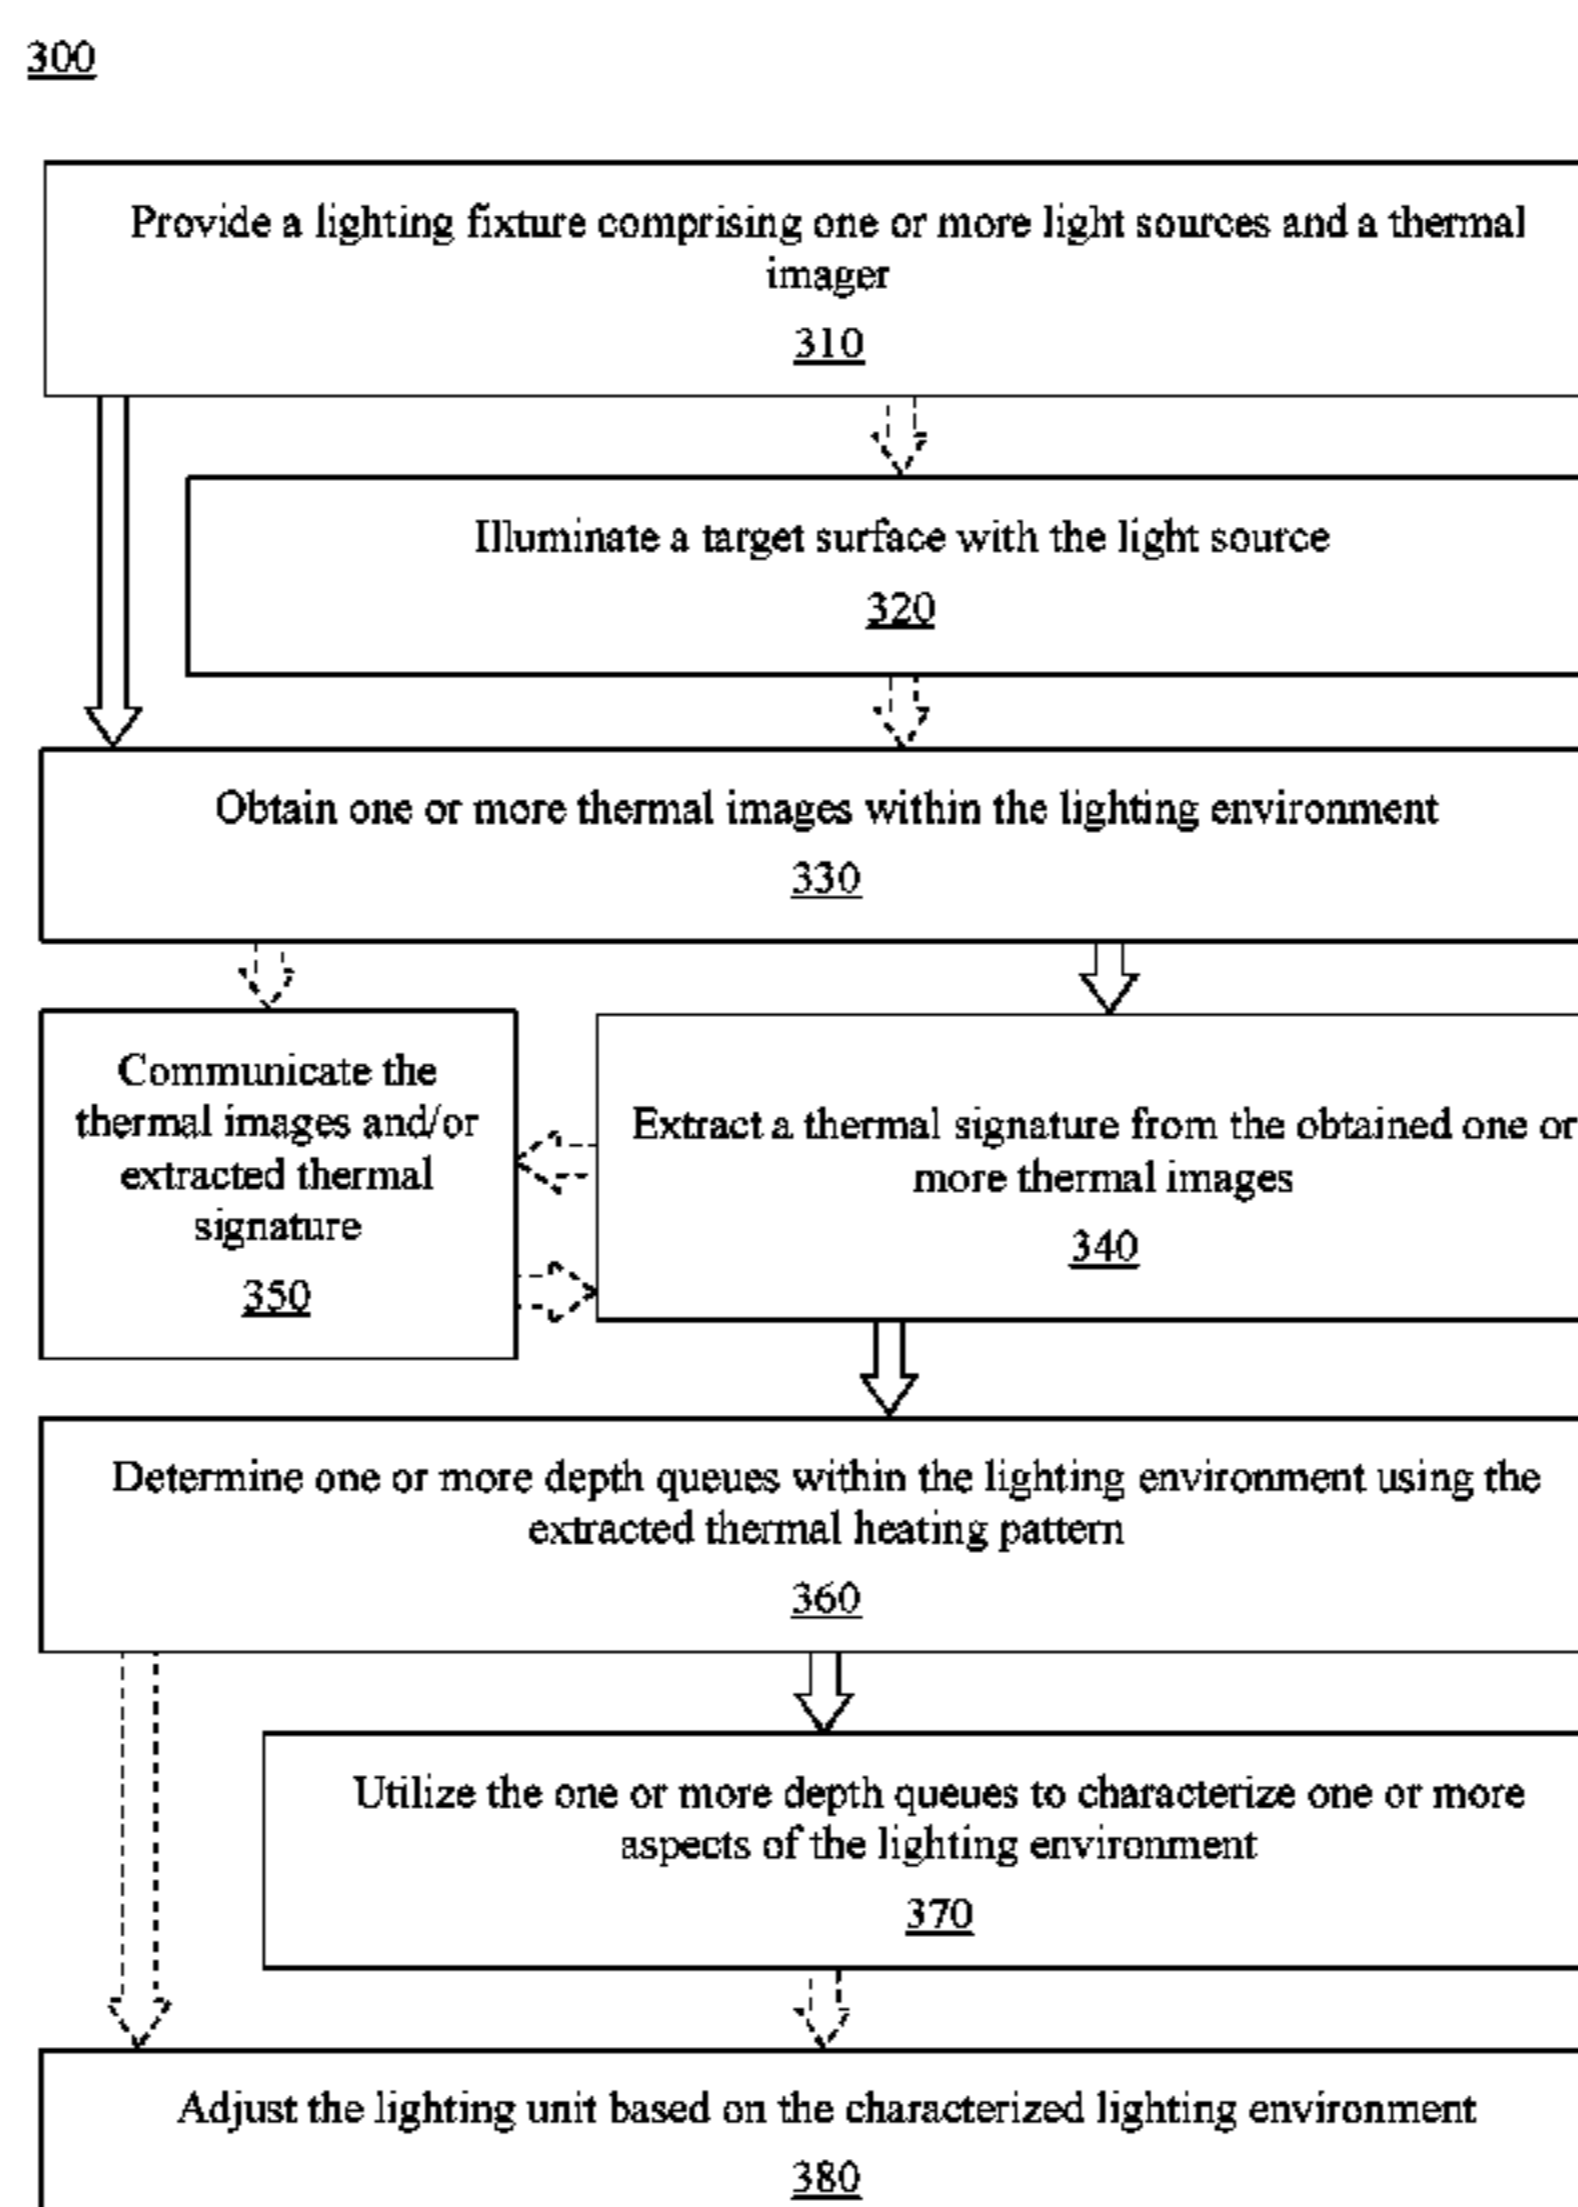 300
Provide a lighting fixture comprising one or more light sources and a thermal
imager
310
Illuminate a target surface with the light source
320
Obtain one or more thermal images within the lighting environment
330
Communicate the
thermal images and/or
extracted thermal
signature
350
Extract a thermal signature from the obtained one or
more thermal images
340
Determine one or more depth queues within the lighting environment using the
extracted thermal heating pattern
360
Utilize the one or more depth queues to characterize one or more
aspects of the lighting environment
370
Adjust the lighting unit based on the characterized lighting environment
380